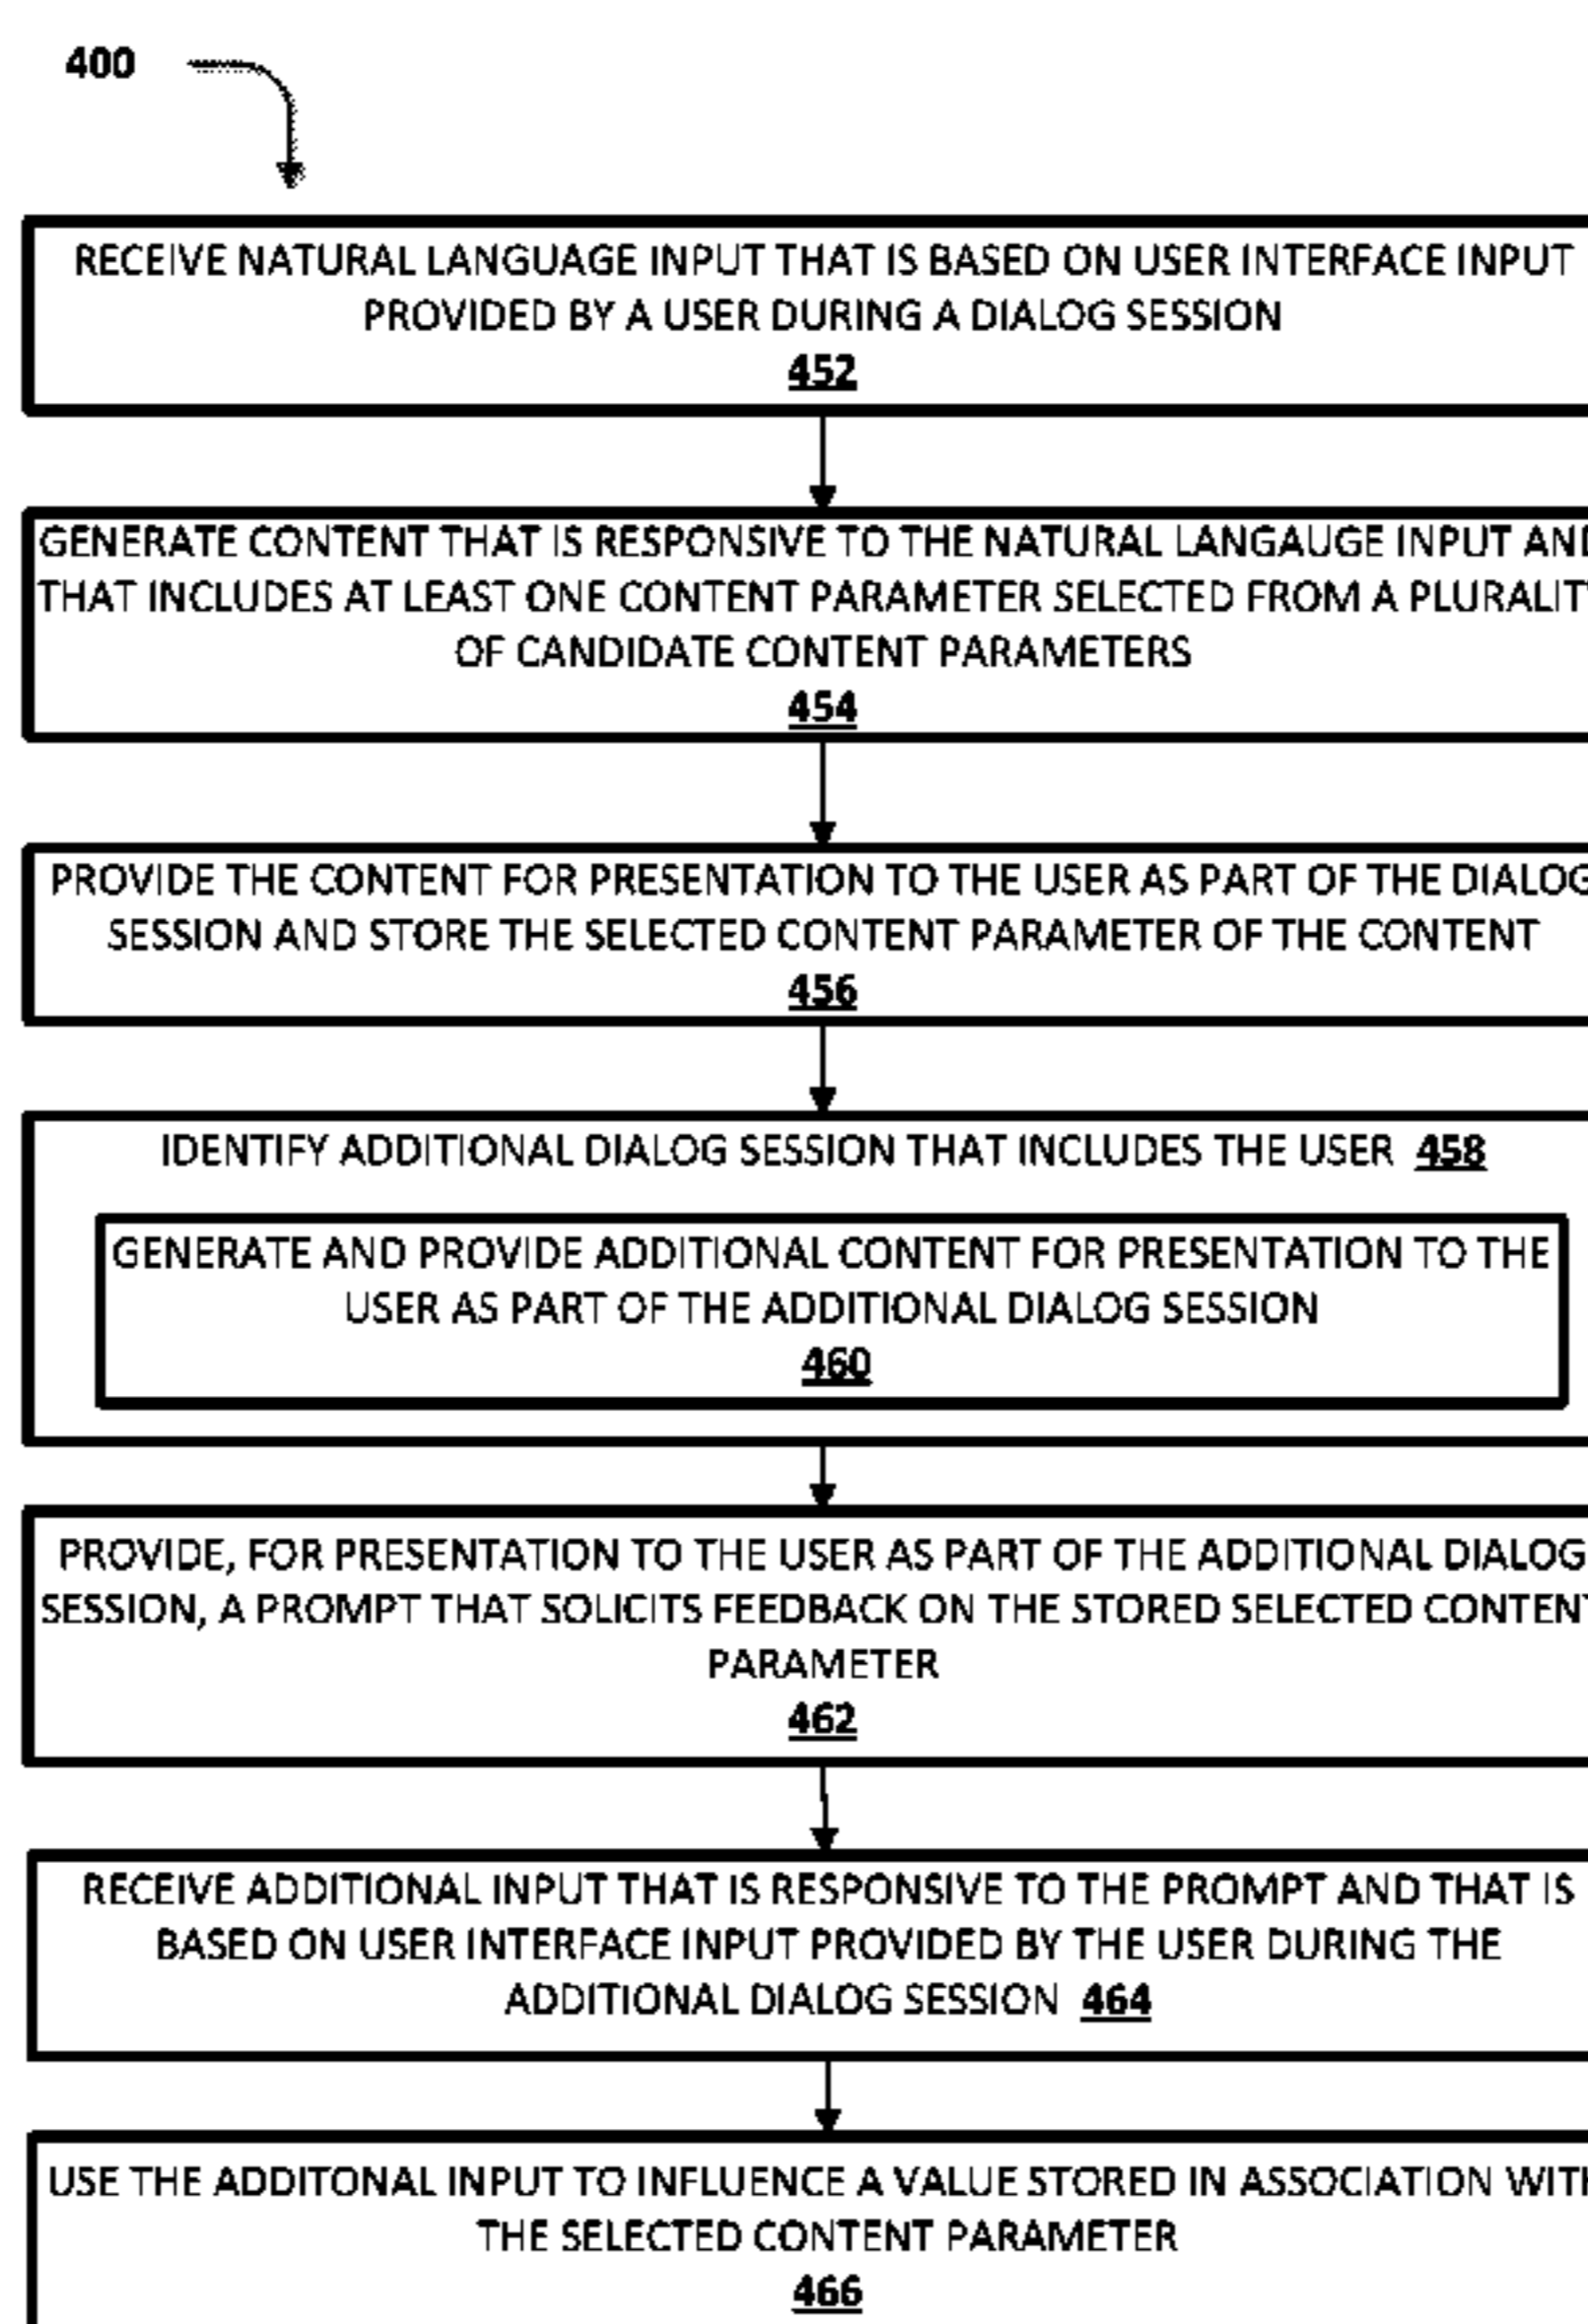 400
RECEIVE NATURAL LANGUAGE INPUT THAT IS BASED ON USER INTERFACE INPUT
PROVIDED BY A USER DURING A DIALOG SESSION
452
GENERATE CONTENT THAT IS RESPONSIVE TO THE NATURAL LANGAUGE INPUT AND
THAT INCLUDES AT LEAST ONE CONTENT PARAMETER SELECTED FROM A PLURALITY
OF CANDIDATE CONTENT PARAMETERS
454
PROVIDE THE CONTENT FOR PRESENTATION TO THE USER AS PART OF THE DIALOG
SESSION AND STORE THE SELECTED CONTENT PARAMETER OF THE CONTENT
456
IDENTIFY ADDITIONAL DIALOG SESSION THAT INCLUDES THE USER 458
GENERATE AND PROVIDE ADDITIONAL CONTENT FOR PRESENTATION TO THE
USER AS PART OF THE ADDITIONAL DIALOG SESSION
460
PROVIDE, FOR PRESENTATION TO THE USER AS PART OF THE ADDITIONAL DIALOG
SESSION, A PROMPT THAT SOLICITS FEEDBACK ON THE STORED SELECTED CONTENT
PARAMETER
462
RECEIVE ADDITIONAL INPUT THAT IS RESPONSIVE TO THE PROMPT AND THAT IS
BASED ON USER INTERFACE INPUT PROVIDED BY THE USER DURING THE
ADDITIONAL DIALOG SESSION 464
USE THE ADDITONAL INPUT TO INFLUENCE A VALUE STORED IN ASSOCIATION WITH
THE SELECTED CONTENT PARAMETER
466